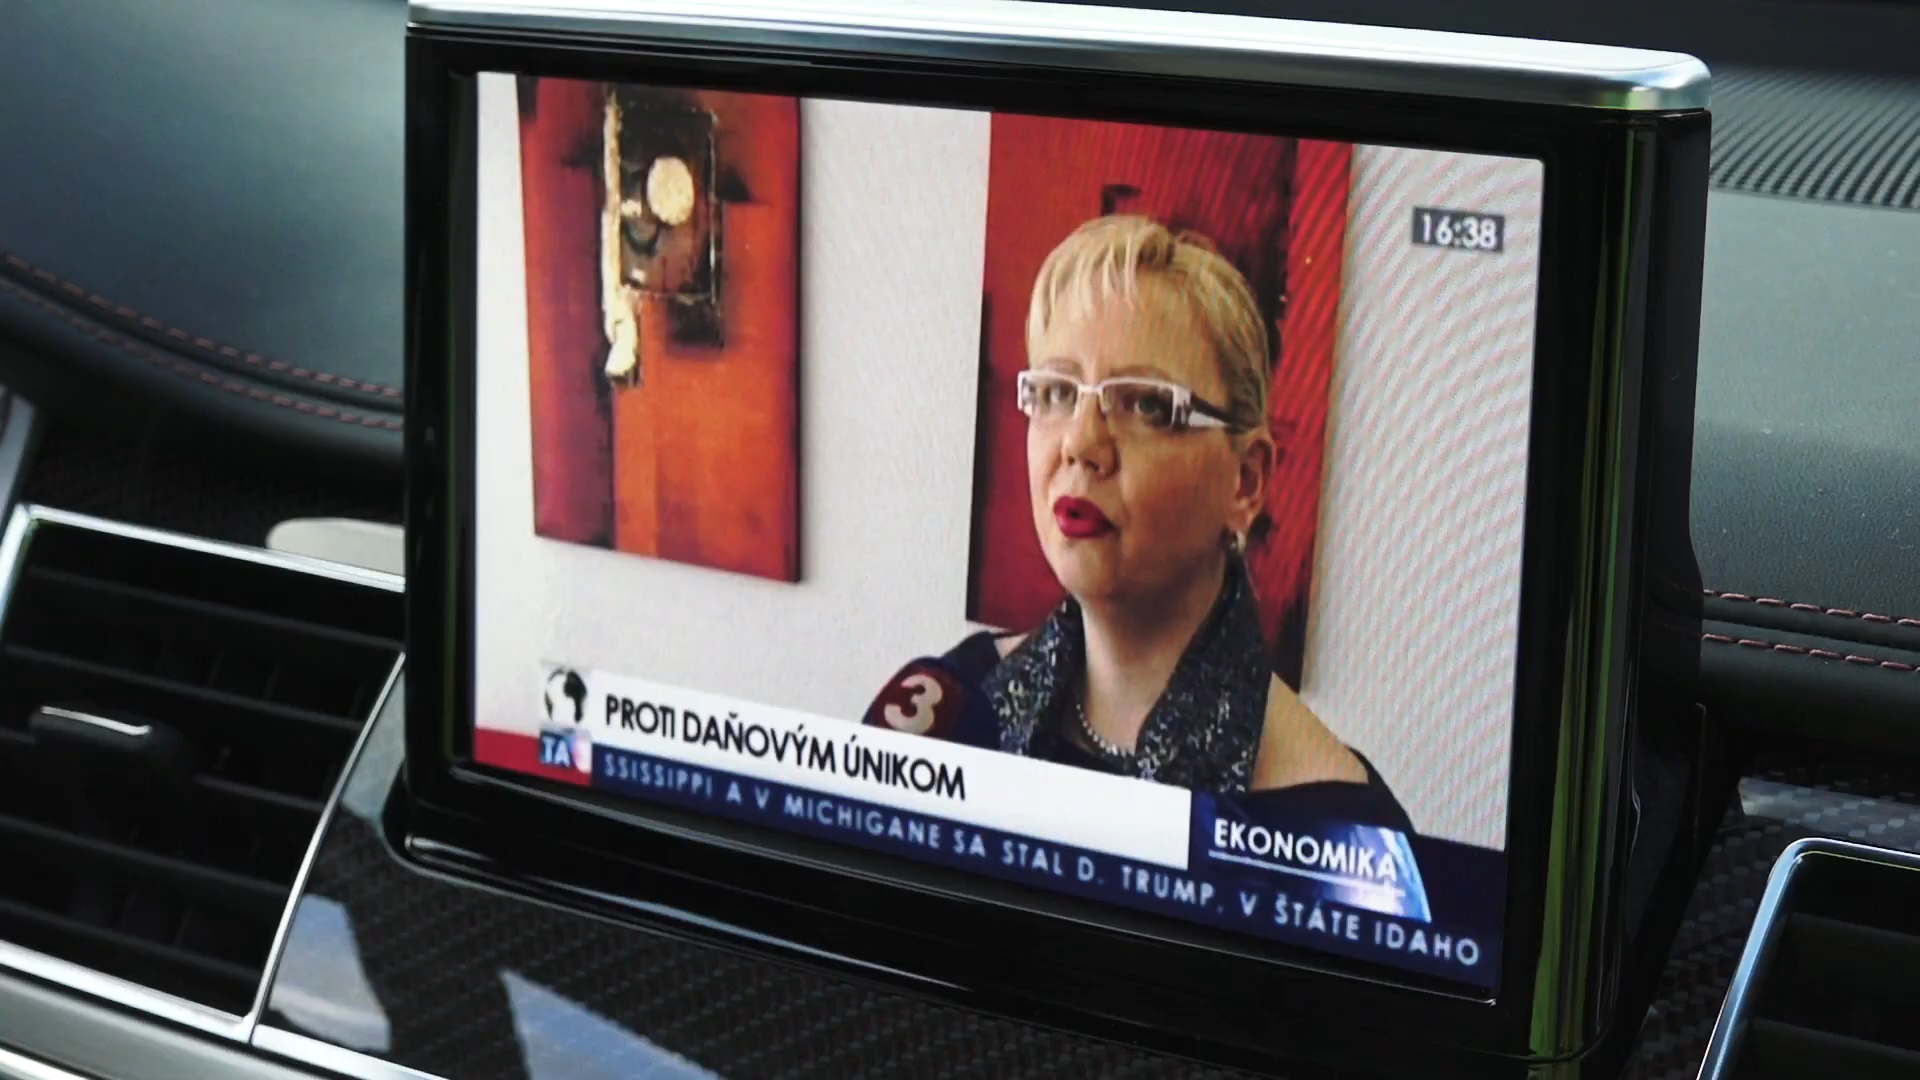 16:38
3
PROTI DAŇOVÝM ÚNIKOM
TA
EKONOMIKA
SSISSIPPI A V MICHIGANE SA STAL D. TRUMP. V ŠTÁTE IDAHO